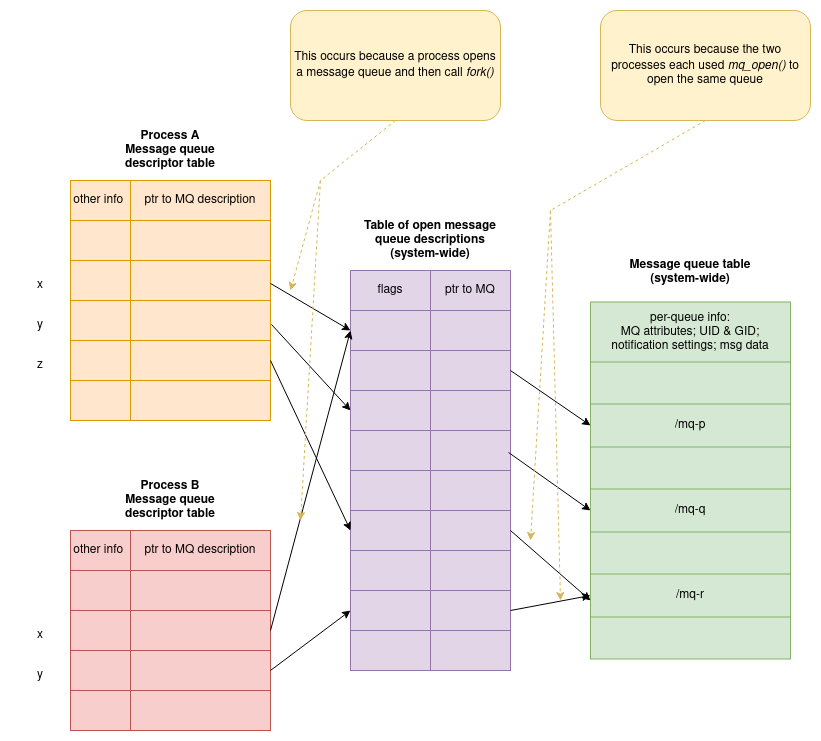 This occurs because a process opens
a message queue and then call fork()
This occurs because the two
processes each used mq_open() to
open the same queue
Process A
Message queue
descriptor table
other info
ptr to MQ description
x
y
z
Table of open message
queue descriptions
(system-wide)
flags
ptr to MQ
Message queue table
(system-wide)
per-queue info:
MQ attributes; UID & GID;
notification settings; msg data
/mq-p
/mq-q
/mq-r
Process B
Message queue
descriptor table
other info
ptr to MQ description
x
y